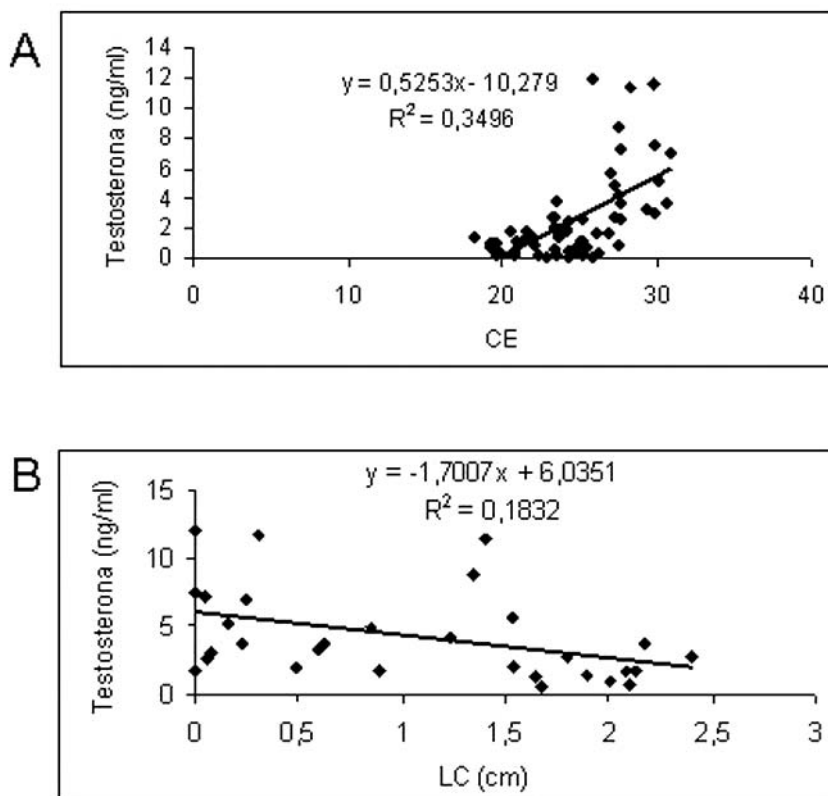 A
Testosterona (ng/ml)
14
12
10
8
6
4
2
0
y = 0,5253x - 10,279
R² = 0,3496
0 10 20 30 40
CE
B
Testosterona (ng/ml)
15
10
5
0
y = -1,7007x + 6,0351
R² = 0,1832
0 0,5 1 1,5 2 2,5 3
LC (cm)